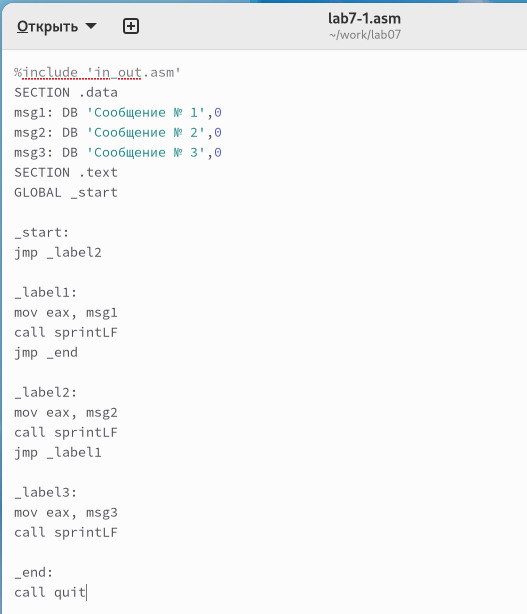 Открыть
lab7-1.asm
~/work/lab07
%include 'in_out.asm'
SECTION .data
msg1: DB 'Сообщение № 1',0
msg2: DB 'Сообщение № 2',0
msg3: DB 'Сообщение № 3',0
SECTION .text
GLOBAL _start

_start:
jmp _label2

_label1:
mov eax, msg1
call sprintLF
jmp _end

_label2:
mov eax, msg2
call sprintLF
jmp _label1

_label3:
mov eax, msg3
call sprintLF

_end:
call quit